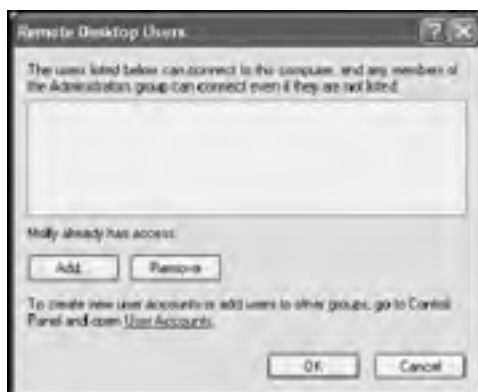 Remote Desktop Users
The users listed below can connect to this computer, and any members of
the Administrators group can connect even if they are not listed.
Molly already has access.
Add...
Remove
To create new user accounts or add users to other groups, go to Control
Panel and open User Accounts.
OK
Cancel